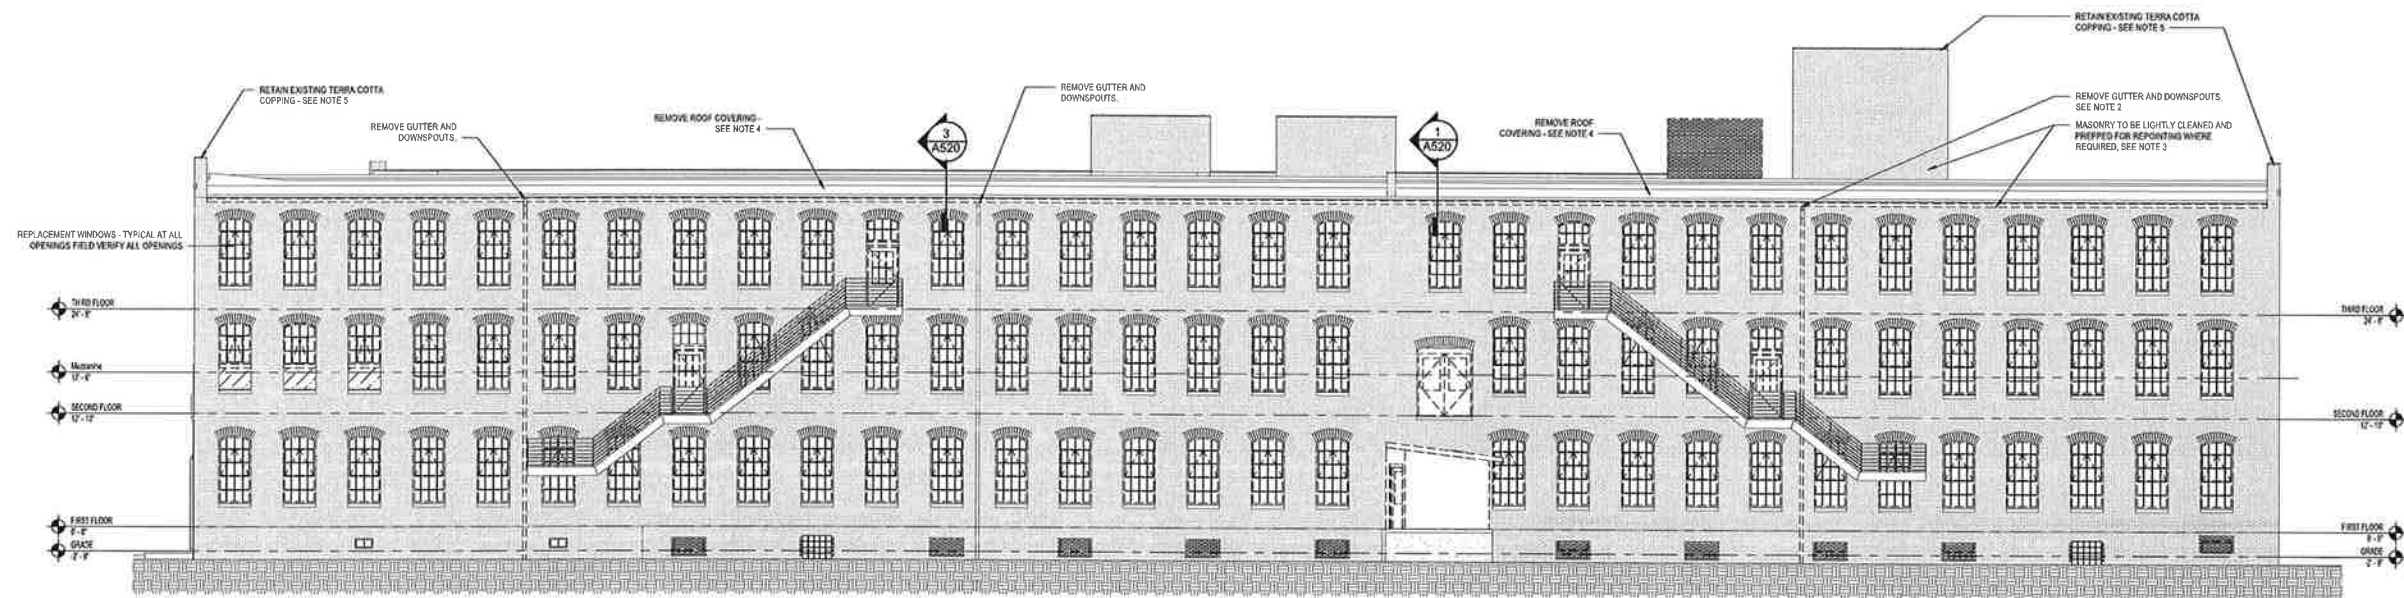 RETAIN EXISTING TERRA COTTA
COPPING - SEE NOTE 5
RETAIN EXISTING TERRA COTTA
COPPING - SEE NOTE 5
REMOVE GUTTER AND
DOWNSPOUTS.
REMOVE ROOF COVERING -
SEE NOTE 4
3
A520
REMOVE GUTTER AND
DOWNSPOUTS.
1
A520
REMOVE ROOF
COVERING - SEE NOTE 4
REMOVE GUTTER AND DOWNSPOUTS,
SEE NOTE 2
MASONRY TO BE LIGHTLY CLEANED AND
PREPPED FOR REPOINTING WHERE
REQUIRED, SEE NOTE 3
REPLACEMENT WINDOWS - TYPICAL AT ALL
OPENINGS FIELD VERIFY ALL OPENINGS
THIRD FLOOR
THIRD FLOOR
Mezzanine
SECOND FLOOR
SECOND FLOOR
FIRST FLOOR
GRADE
FIRST FLOOR
GRADE